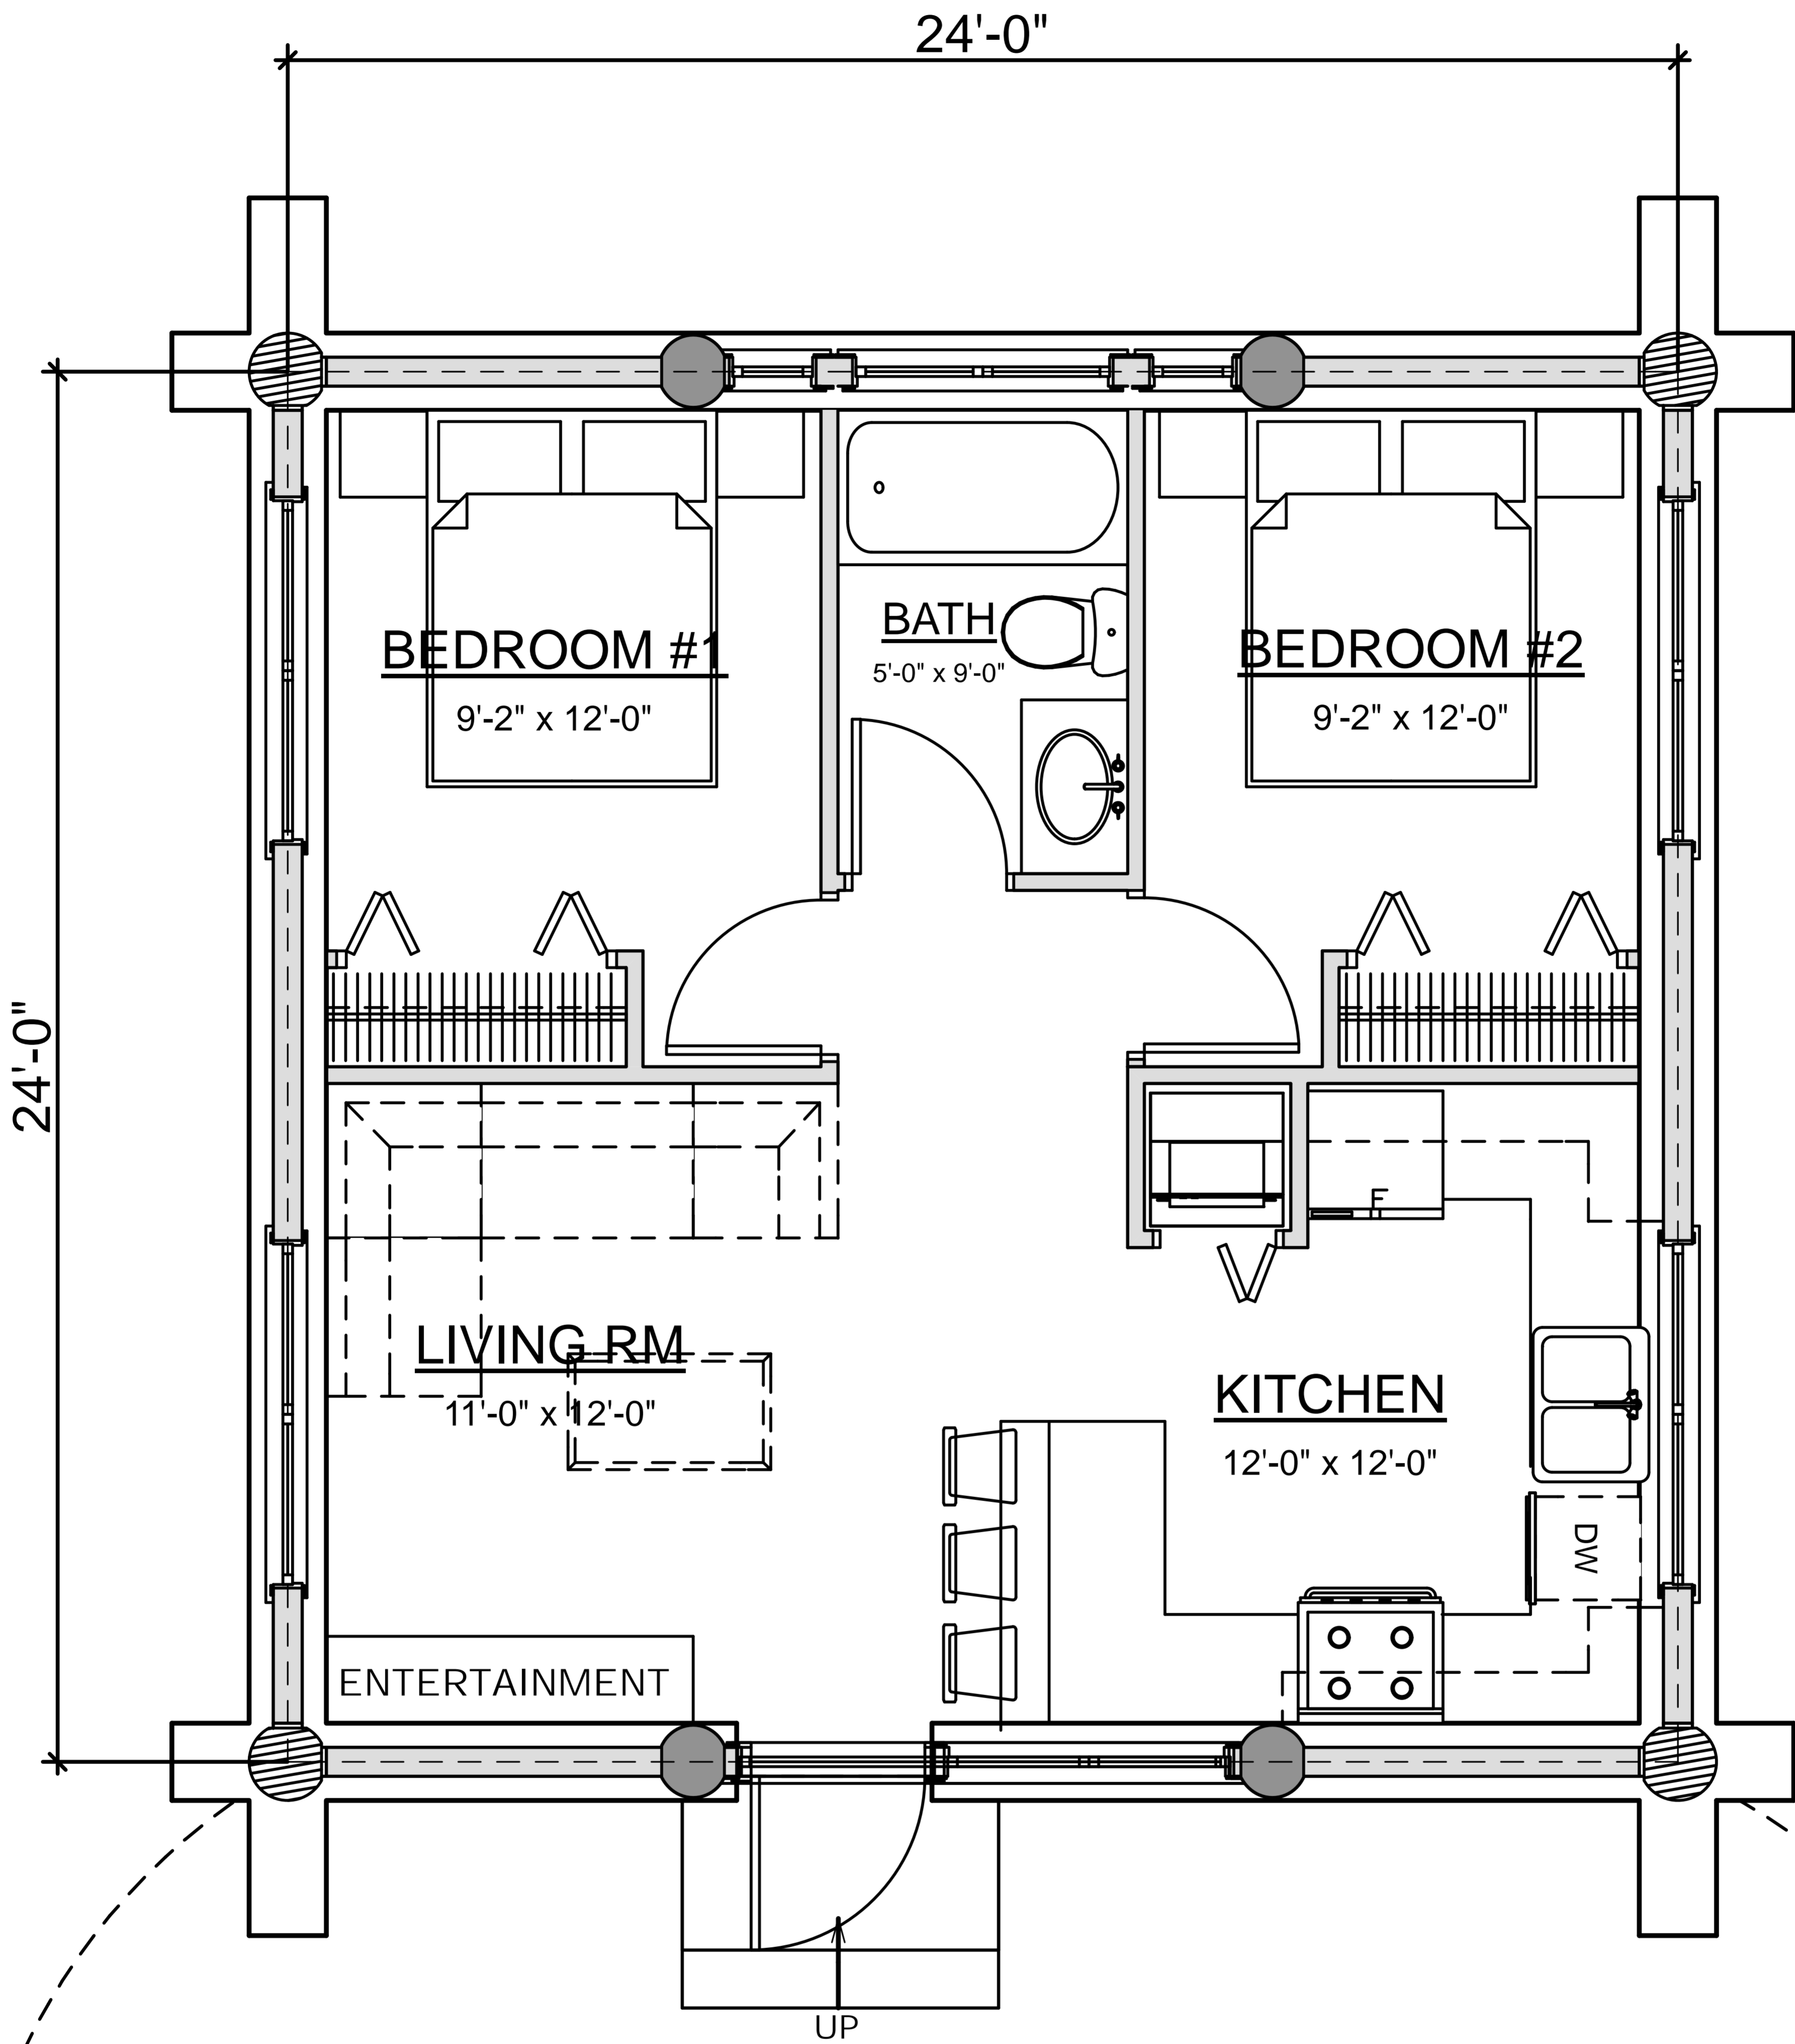 24'-0"
BEDROOM #1
9'-2" x 12'-0"
BATH
5'-0" x 9'-0"
BEDROOM #2
9'-2" x 12'-0"
24'-0"
F
LIVING RM
11'-0" x 12'-0"
KITCHEN
12'-0" x 12'-0"
DW
ENTERTAINMENT
UP